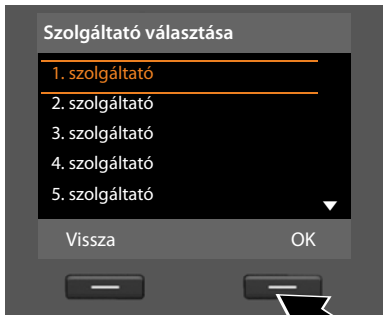 Szolgáltató választása
1. szolgáltató
2. szolgáltató
3. szolgáltató
4. szolgáltató
5. szolgáltató
Vissza OK